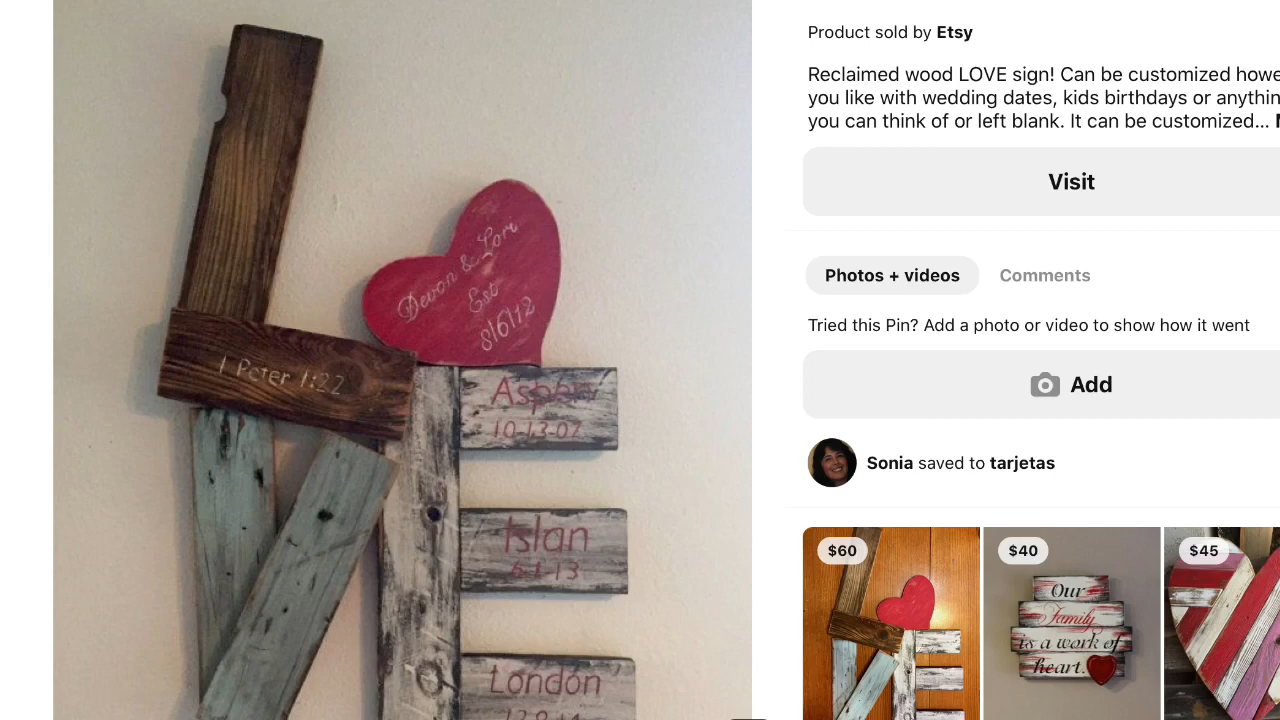 Devon & Lori
Est
8/6/12
1 Peter 1:22
Aspen
10-13-07
Islan
6-1-13
London
Product sold by Etsy
Reclaimed wood LOVE sign! Can be customized
you like with wedding dates, kids birthdays or
you can think of or left blank. It can be customized...
Visit
Photos + videos
Comments
Tried this Pin? Add a photo or video to show how it went
Add
Sonia saved to tarjetas
$60
$40
$45
Our
Family
is a work of
heart.